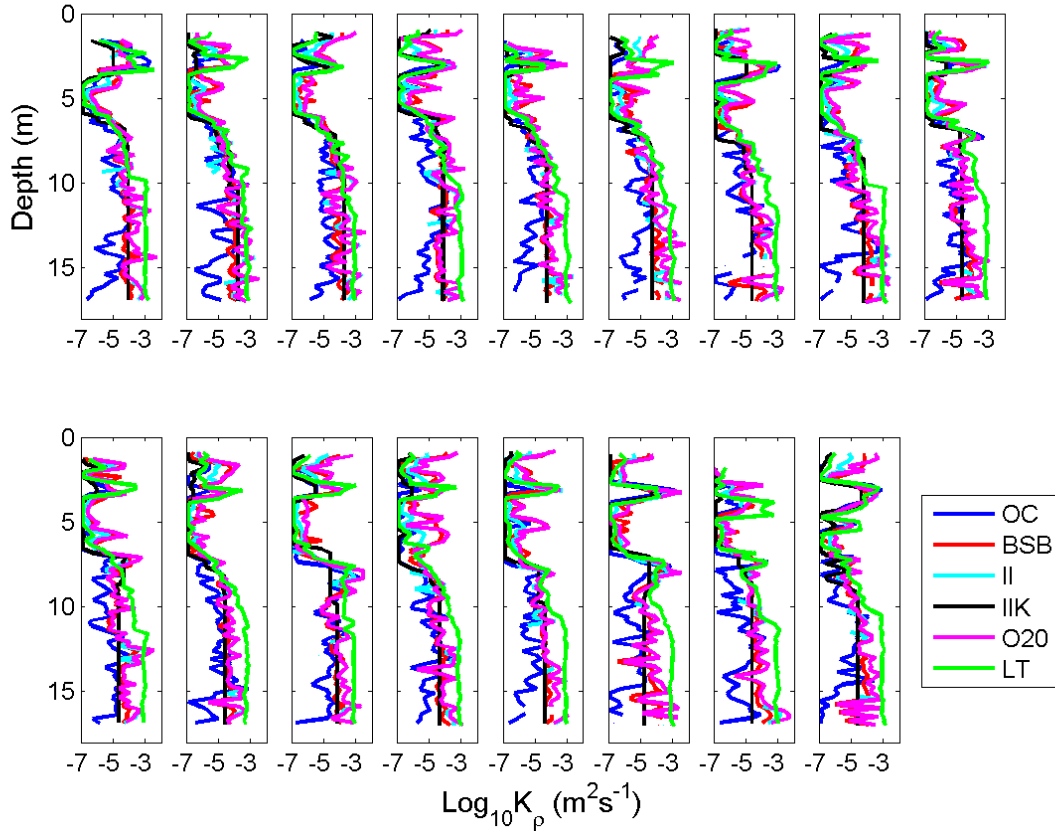 0
5
10
15
Depth (m)
-7 -5 -3 -7 -5 -3 -7 -5 -3 -7 -5 -3 -7 -5 -3 -7 -5 -3 -7 -5 -3 -7 -5 -3 -7 -5 -3
0
5
10
15
Depth (m)
-7 -5 -3 -7 -5 -3 -7 -5 -3 -7 -5 -3 -7 -5 -3 -7 -5 -3 -7 -5 -3 -7 -5 -3
Log₁₀Kρ (m²s⁻¹)
OC
BSB
II
IIK
O20
LT